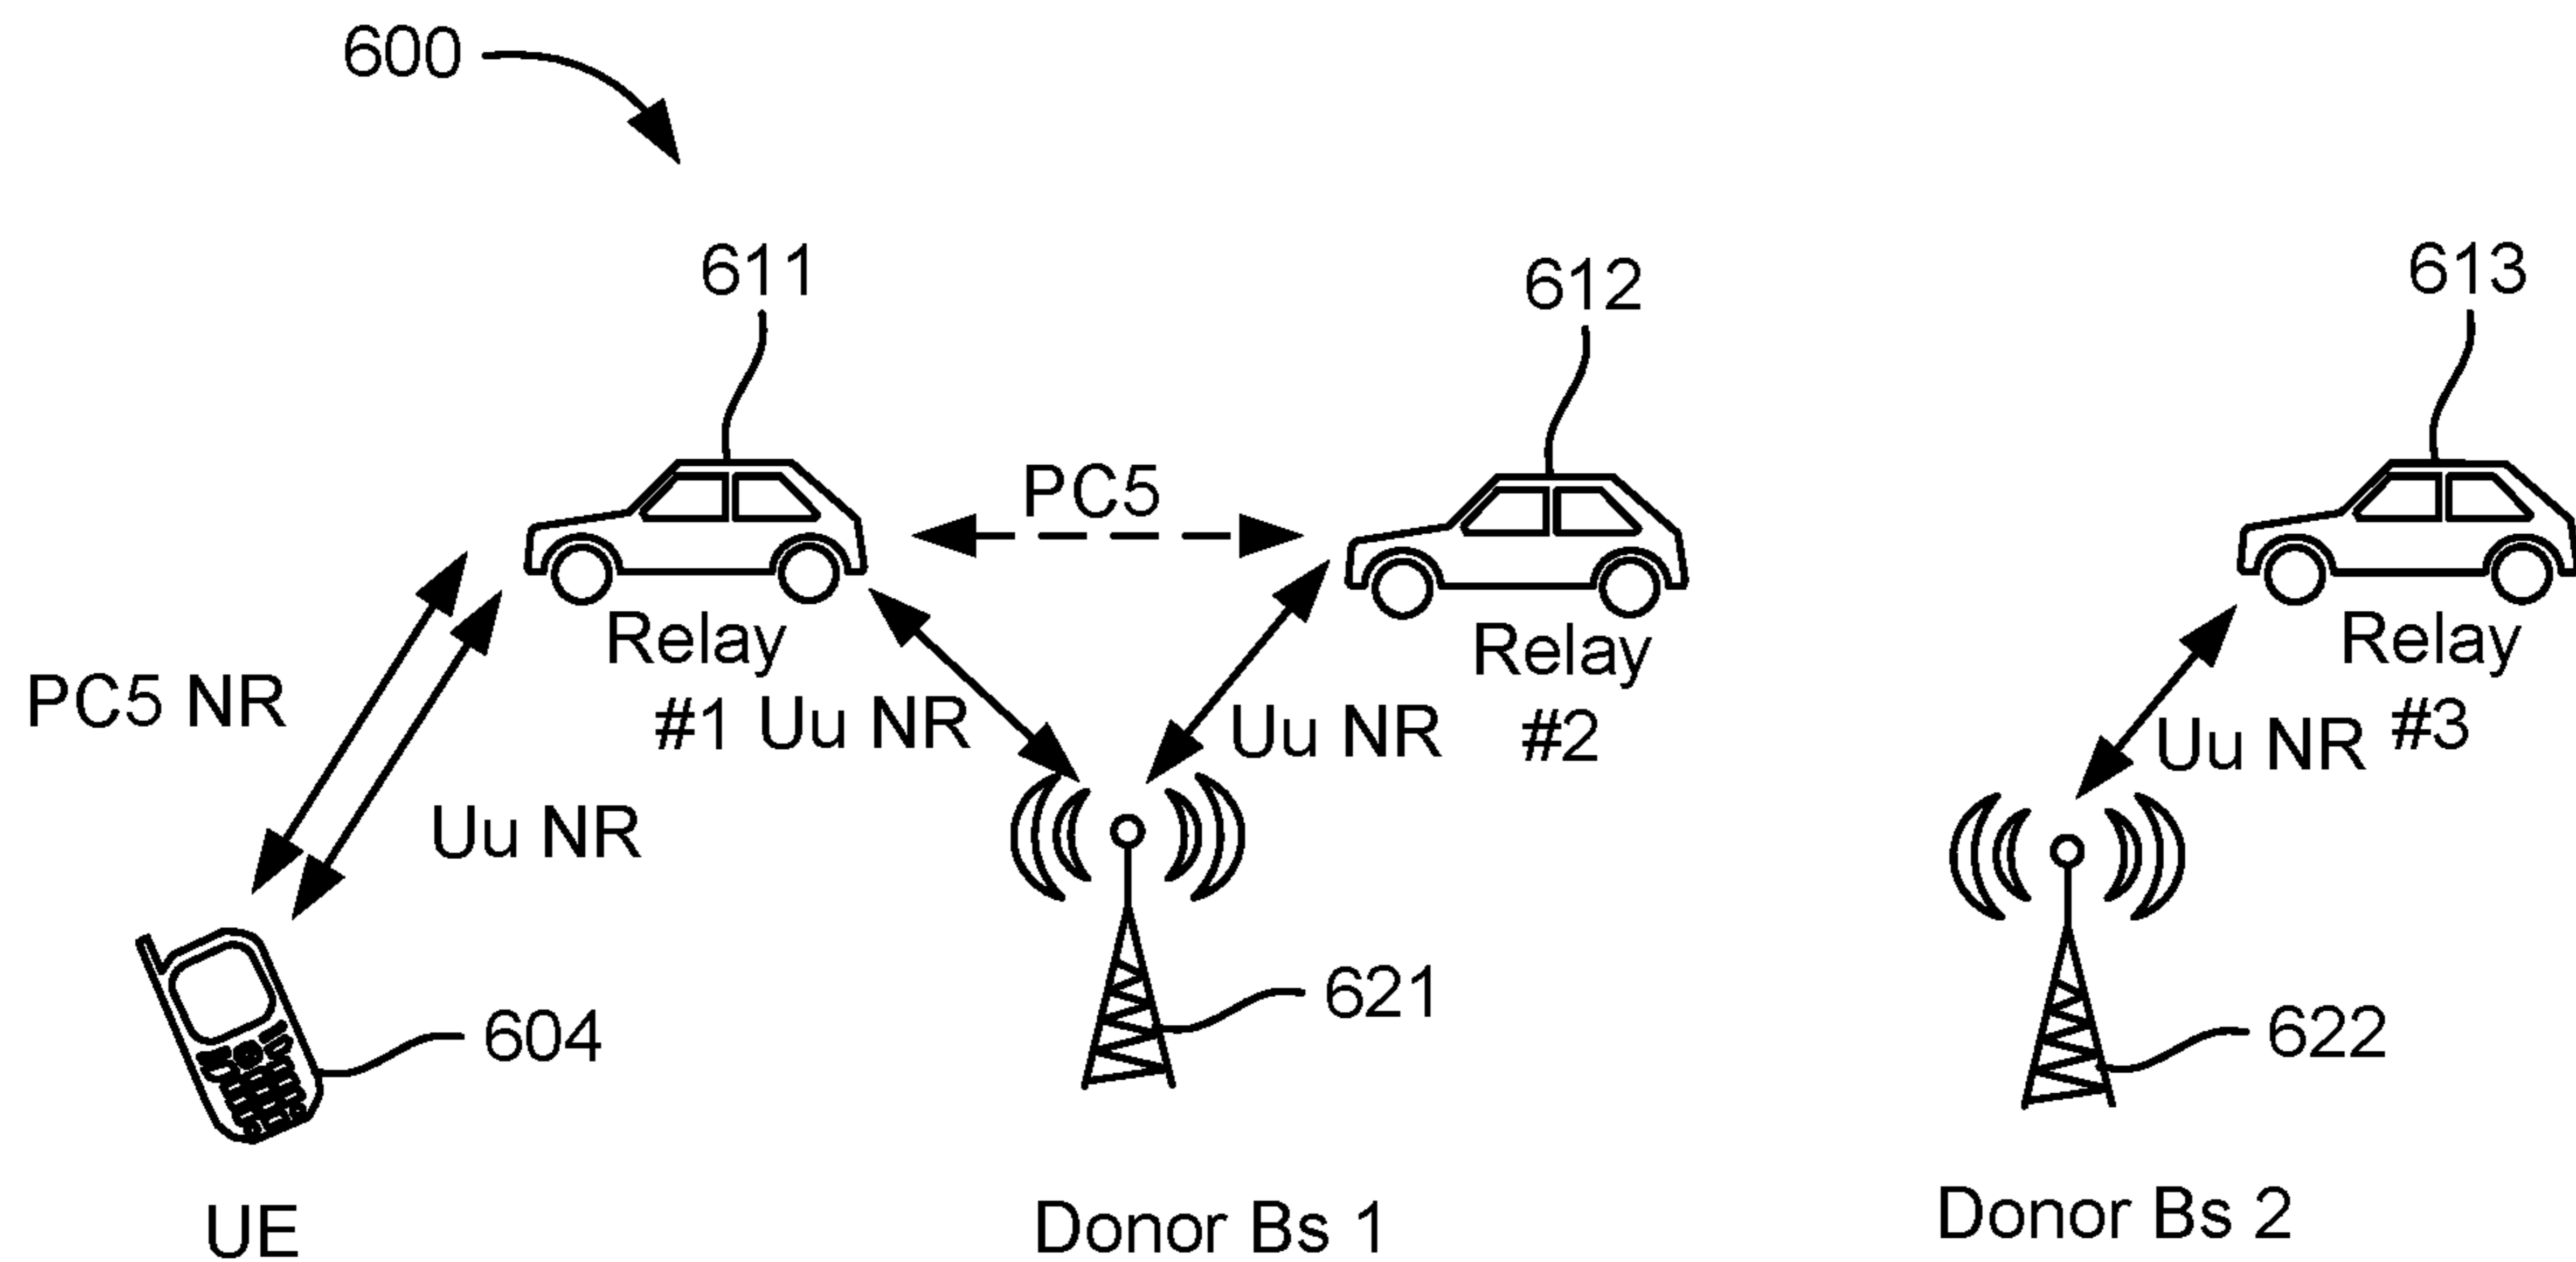 600
611
612
613
PC5
Relay
#1
Relay
#2
Relay
#3
PC5 NR
Uu NR
Uu NR
Uu NR
Uu NR
604
621
622
UE
Donor Bs 1
Donor Bs 2